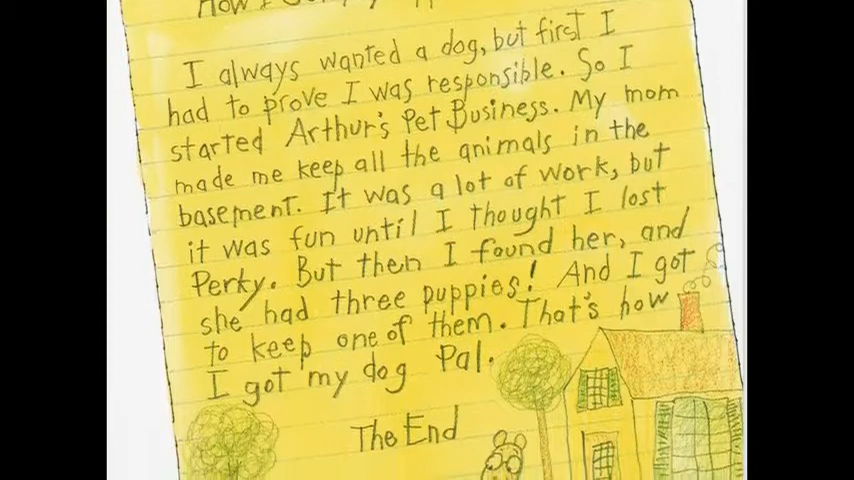 How I
I always wanted a dog, but first I
had to prove I was responsible. So I
started Arthur's Pet Business. My mom
made me keep all the animals in the
basement. It was a lot of work, but
it was fun until I thought I lost
Perky. But then I found her, and
she had three puppies! And I got
to keep one of them. That's how
I got my dog Pal.
The End